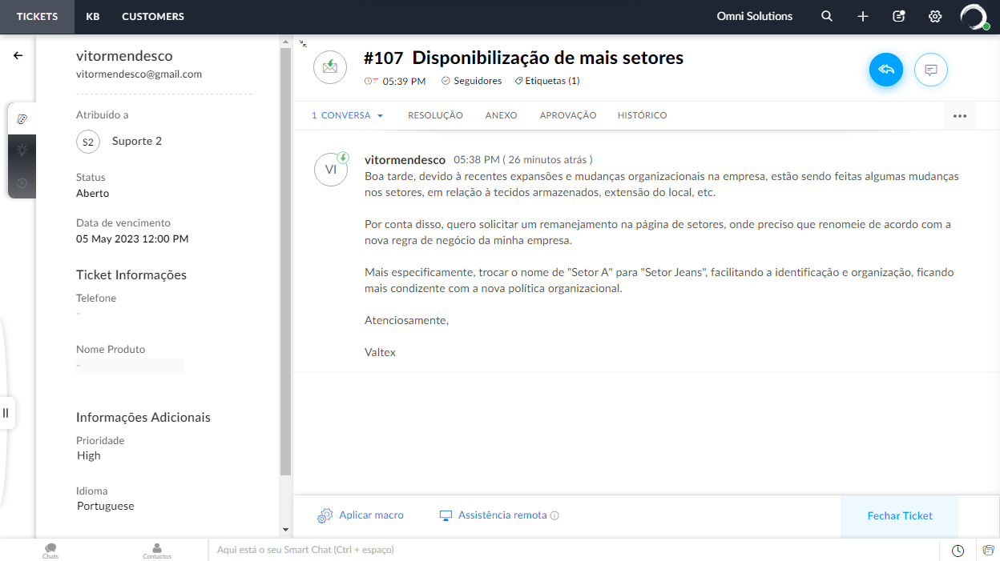 TICKETS KB CUSTOMERS Omni Solutions
vitormendesco
vitormendesco@gmail.com
Atribuído a
S2 Suporte 2
Status
Aberto
Data de vencimento
05 May 2023 12:00 PM
Ticket Informações
Telefone
-
Nome Produto
-
Informações Adicionais
Prioridade
High
Idioma
Portuguese
#107 Disponibilização de mais setores
05:39 PM Seguidores Etiquetas (1)
1 CONVERSA RESOLUÇÃO ANEXO APROVAÇÃO HISTÓRICO
VI
vitormendesco 05:38 PM ( 26 minutos atrás )
Boa tarde, devido à recentes expansões e mudanças organizacionais na empresa, estão sendo feitas algumas mudanças
nos setores, em relação à tecidos armazenados, extensão do local, etc.
Por conta disso, quero solicitar um remanejamento na página de setores, onde preciso que renomeie de acordo com a
nova regra de negócio da minha empresa.
Mais especificamente, trocar o nome de "Setor A" para "Setor Jeans", facilitando a identificação e organização, ficando
mais condizente com a nova política organizacional.
Atenciosamente,
Valtex
Aplicar macro Assistência remota Fechar Ticket
Chats Contactos Aqui está o seu Smart Chat (Ctrl + espaço)